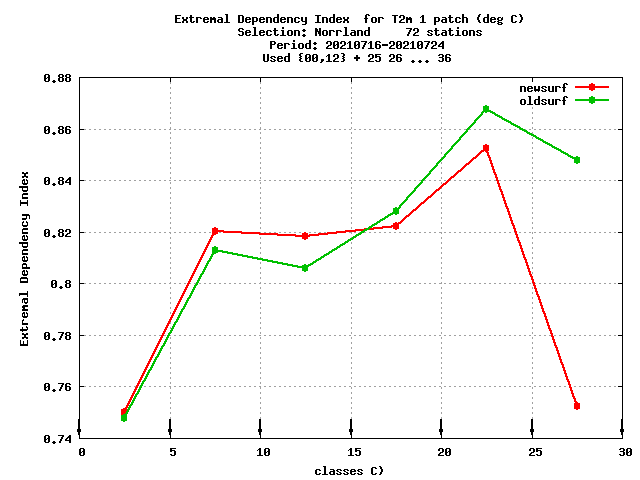 Extremal Dependency Index  for T2m 1 patch (deg C)
Selection: Norrland     72 stations
Period: 20210716-20210724
Used {00,12} + 25 26 ... 36
newsurf
oldsurf
Extremal Dependency Index
0.88
0.86
0.84
0.82
0.8
0.78
0.76
0.74
0 5 10 15 20 25 30
classes C)